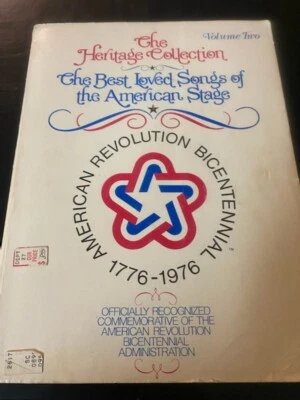 Volume Two
The
Heritage Collection
The Best Loved Songs of
the American Stage
AMERICAN REVOLUTION BICENTENNIAL
1776-1976
OFFICIALLY RECOGNIZED
COMMEMORATIVE OF THE
AMERICAN REVOLUTION
BICENTENNIAL
ADMINISTRATION